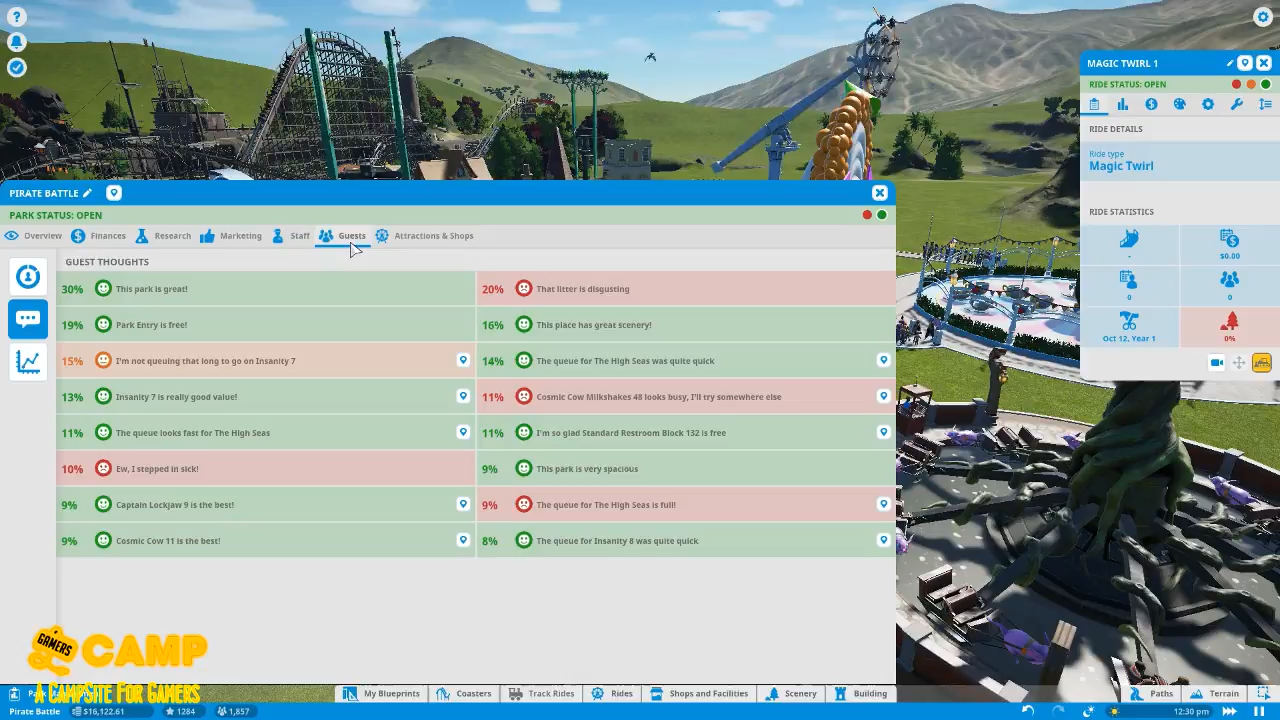 MAGIC TWIRL 1
RIDE STATUS: OPEN
RIDE DETAILS
Ride type
Magic Twirl
RIDE STATISTICS
-
$0.00
0
0
Oct 12, Year 1
0%
PIRATE BATTLE
PARK STATUS: OPEN
Overview
Finances
Research
Marketing
Staff
Guests
Attractions & Shops
GUEST THOUGHTS
30% This park is great!
20% That litter is disgusting
19% Park Entry is free!
16% This place has great scenery!
15% I'm not queuing that long to go on Insanity 7
14% The queue for The High Seas was quite quick
13% Insanity 7 is really good value!
11% Cosmic Cow Milkshakes 48 looks busy, I'll try somewhere else
11% The queue looks fast for The High Seas
11% I'm so glad Standard Restroom Block 132 is free
10% Ew, I stepped in sick!
9% This park is very spacious
9% Captain Lockjaw 9 is the best!
9% The queue for The High Seas is full!
9% Cosmic Cow 11 is the best!
8% The queue for Insanity 8 was quite quick
GAMERS
CAMP
A CAMPSITE FOR GAMERS
My Blueprints
Coasters
Track Rides
Rides
Shops and Facilities
Scenery
Building
Paths
Terrain
Pirate Battle
$16,122.61
1284
1,857
12:30 pm